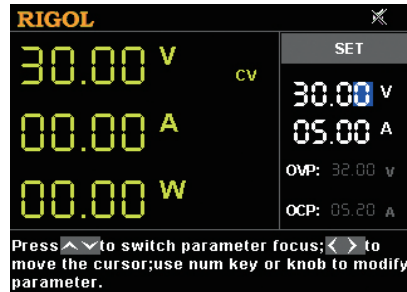 RIGOL
SET
30.00 V
CV
30.00 V
00.00 A
05.00 A
00.00 W
OVP: 32.00 V
OCP: 05.20 A
Press to switch parameter focus; to
move the cursor;use num key or knob to modify
parameter.